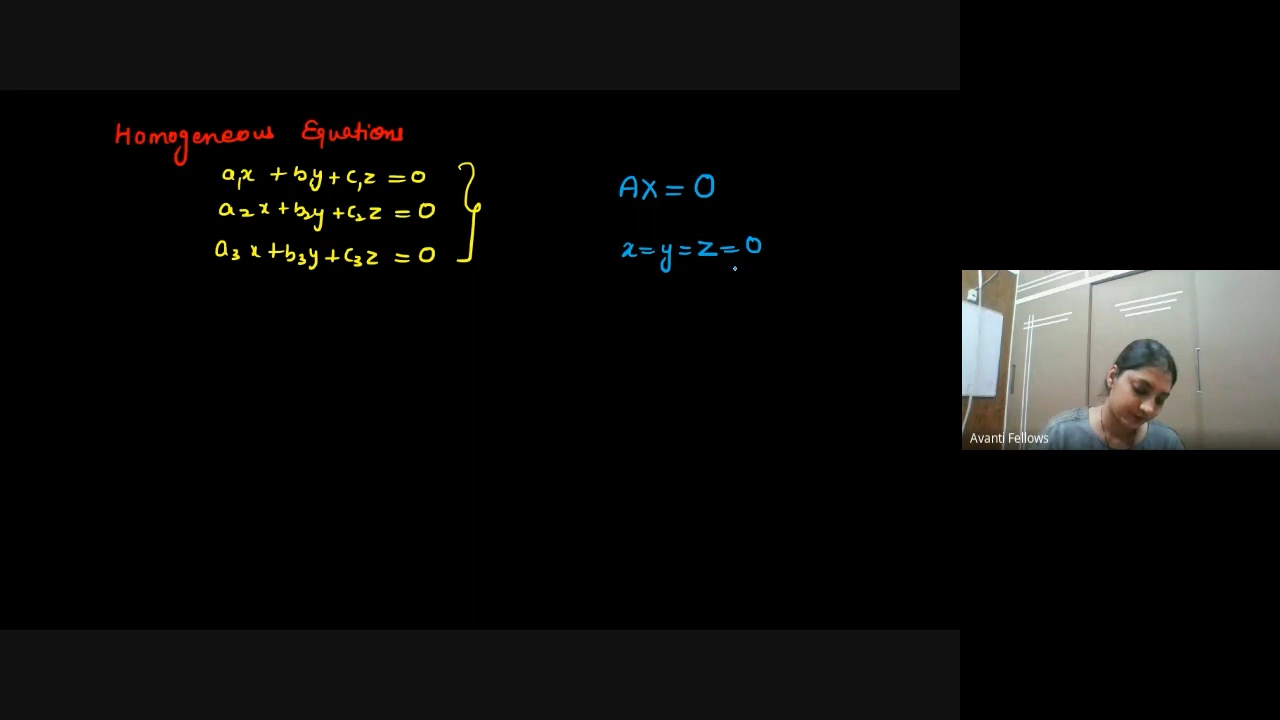 Homogeneous Equations
a₁x + b₁y + c₁z = 0
a₂x + b₂y + c₂z = 0
a₃x + b₃y + c₃z = 0
AX = O
x = y = z = 0
Avanti Fellows